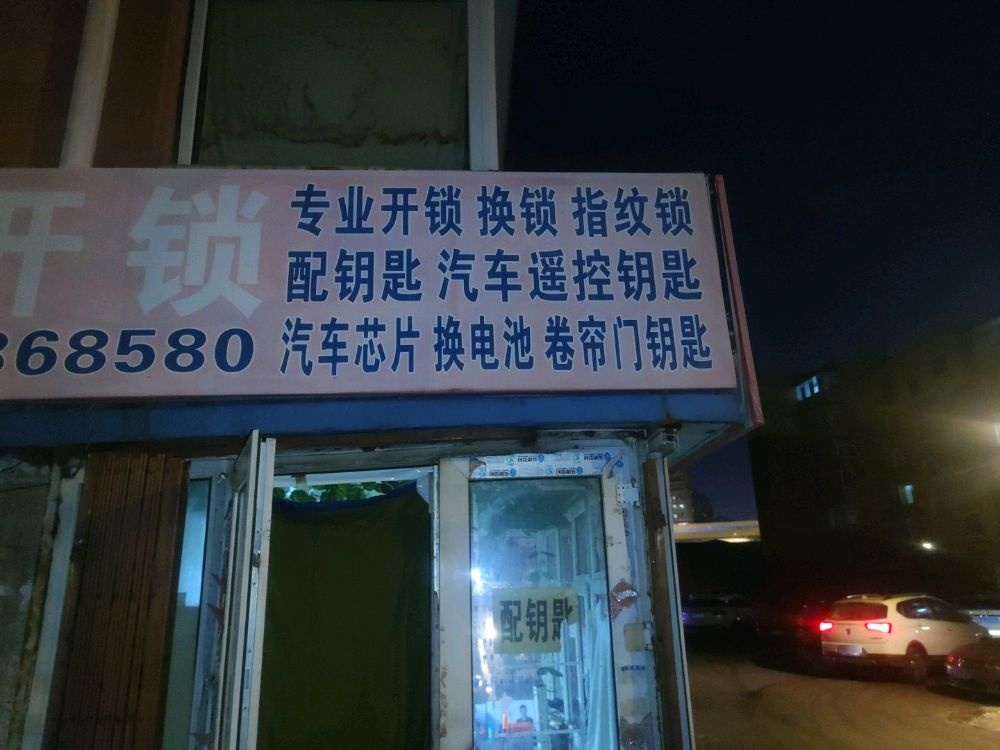 开锁
868580
专业开锁 换锁 指纹锁
配钥匙 汽车遥控钥匙
汽车芯片 换电池 卷帘门钥匙
配钥匙